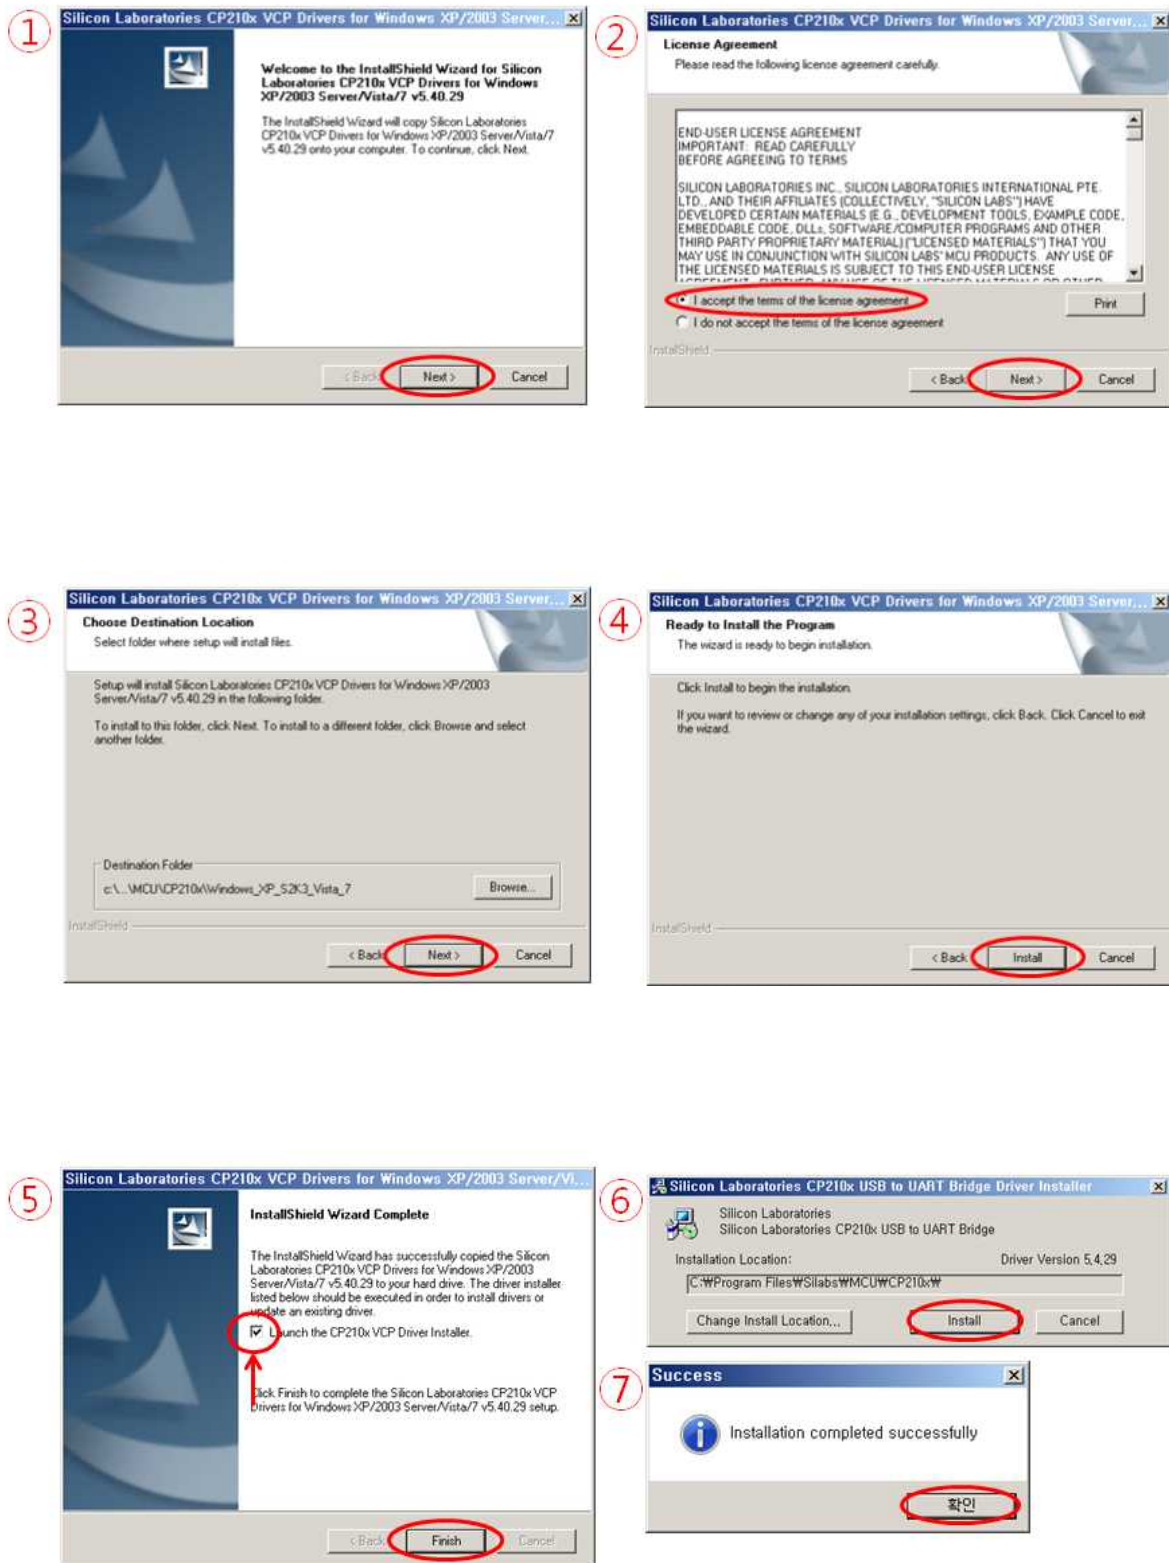 ①
Silicon Laboratories CP210x VCP Drivers for Windows XP/2003 Server...
Welcome to the InstallShield Wizard for Silicon
Laboratories CP210x VCP Drivers for Windows
XP/2003 Server/Vista/7 v5.40.29
The InstallShield Wizard will copy Silicon Laboratories
CP210x VCP Drivers for Windows XP/2003 Server/Vista/7
v5.40.29 onto your computer. To continue, click Next.
< Back
Next >
Cancel
②
Silicon Laboratories CP210x VCP Drivers for Windows XP/2003 Server...
License Agreement
Please read the following license agreement carefully.
END-USER LICENSE AGREEMENT
IMPORTANT: READ CAREFULLY
BEFORE AGREEING TO TERMS
SILICON LABORATORIES INC., SILICON LABORATORIES INTERNATIONAL PTE.
LTD., AND THEIR AFFILIATES (COLLECTIVELY, "SILICON LABS") HAVE
DEVELOPED CERTAIN MATERIALS (E.G., DEVELOPMENT TOOLS, EXAMPLE CODE,
EMBEDDABLE CODE, DLLs, SOFTWARE/COMPUTER PROGRAMS AND OTHER
THIRD PARTY PROPRIETARY MATERIAL) ("LICENSED MATERIALS") THAT YOU
MAY USE IN CONJUNCTION WITH SILICON LABS' MCU PRODUCTS. ANY USE OF
THE LICENSED MATERIALS IS SUBJECT TO THIS END-USER LICENSE
I accept the terms of the license agreement
Print
I do not accept the terms of the license agreement
InstallShield
< Back
Next >
Cancel
③
Silicon Laboratories CP210x VCP Drivers for Windows XP/2003 Server...
Choose Destination Location
Select folder where setup will install files.
Setup will install Silicon Laboratories CP210x VCP Drivers for Windows XP/2003
Server/Vista/7 v5.40.29 in the following folder.
To install to this folder, click Next. To install to a different folder, click Browse and select
another folder.
Destination Folder
c:\...\MCU\CP210x\Windows_XP_S2K3_Vista_7
Browse...
InstallShield
< Back
Next >
Cancel
④
Silicon Laboratories CP210x VCP Drivers for Windows XP/2003 Server...
Ready to Install the Program
The wizard is ready to begin installation.
Click Install to begin the installation.
If you want to review or change any of your installation settings, click Back. Click Cancel to exit
the wizard.
InstallShield
< Back
Install
Cancel
⑤
Silicon Laboratories CP210x VCP Drivers for Windows XP/2003 Server/Vi...
InstallShield Wizard Complete
The InstallShield Wizard has successfully copied the Silicon
Laboratories CP210x VCP Drivers for Windows XP/2003
Server/Vista/7 v5.40.29 to your hard drive. The driver installer
listed below should be executed in order to install drivers or
update an existing driver.
Launch the CP210x VCP Driver Installer.
Click Finish to complete the Silicon Laboratories CP210x VCP
Drivers for Windows XP/2003 Server/Vista/7 v5.40.29 setup.
< Back
Finish
Cancel
⑥
Silicon Laboratories CP210x USB to UART Bridge Driver Installer
Silicon Laboratories
Silicon Laboratories CP210x USB to UART Bridge
Installation Location:
Driver Version 5.4.29
C:₩Program Files₩Silabs₩MCU₩CP210x₩
Change Install Location...
Install
Cancel
⑦
Success
Installation completed successfully
확인